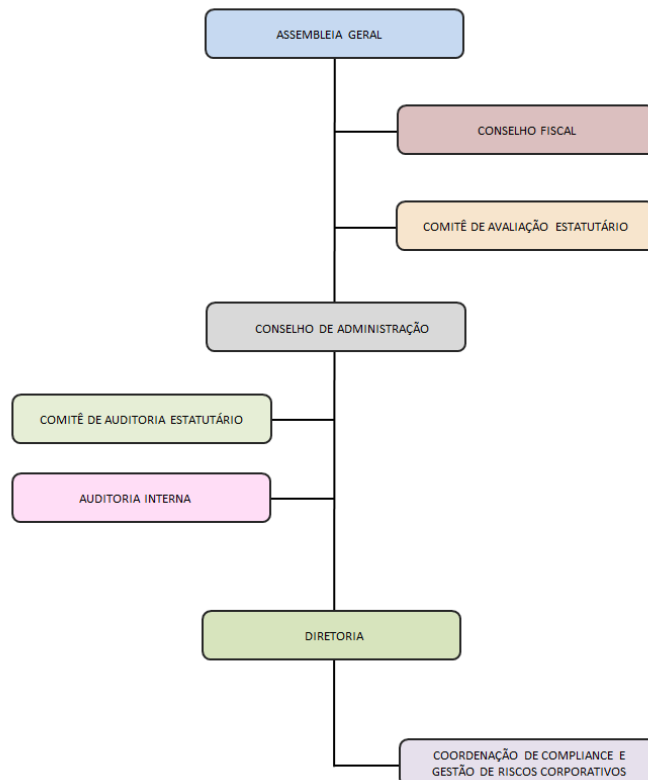 ASSEMBLEIA GERAL
CONSELHO FISCAL
COMITÊ DE AVALIAÇÃO ESTATUTÁRIO
CONSELHO DE ADMINISTRAÇÃO
COMITÊ DE AUDITORIA ESTATUTÁRIO
AUDITORIA INTERNA
DIRETORIA
COORDENAÇÃO DE COMPLIANCE E
GESTÃO DE RISCOS CORPORATIVOS